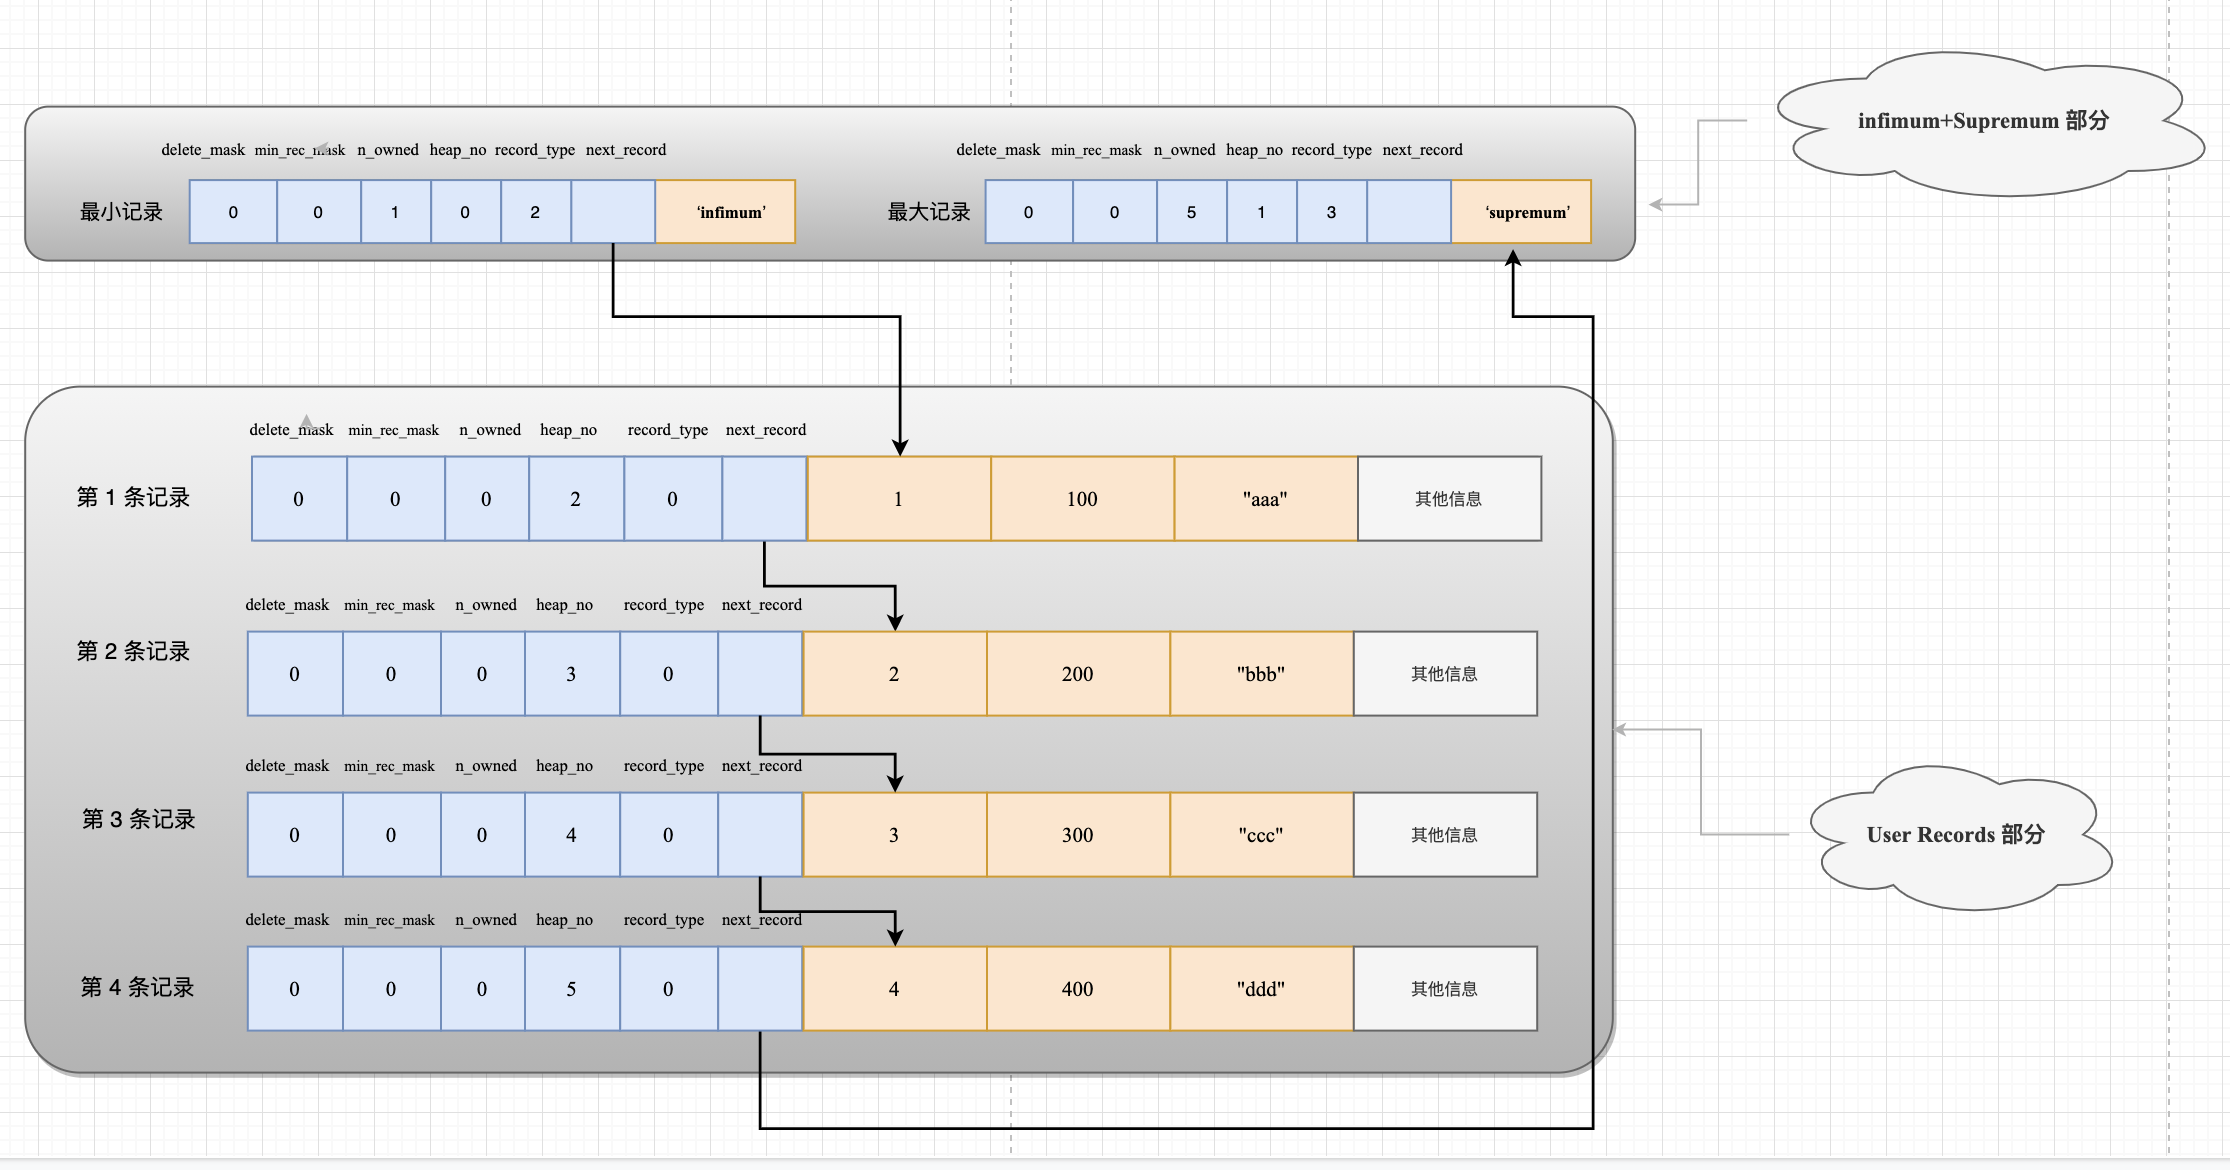 infimum+Supremum 部分
delete_mask min_rec_mask n_owned heap_no record_type next_record
最小记录 0 0 1 0 2 ‘infimum’
delete_mask min_rec_mask n_owned heap_no record_type next_record
最大记录 0 0 5 1 3 ‘supremum’
delete_mask min_rec_mask n_owned heap_no record_type next_record
第 1 条记录 0 0 0 2 0 1 100 "aaa" 其他信息
delete_mask min_rec_mask n_owned heap_no record_type next_record
第 2 条记录 0 0 0 3 0 2 200 "bbb" 其他信息
delete_mask min_rec_mask n_owned heap_no record_type next_record
第 3 条记录 0 0 0 4 0 3 300 "ccc" 其他信息
User Records 部分
delete_mask min_rec_mask n_owned heap_no record_type next_record
第 4 条记录 0 0 0 5 0 4 400 "ddd" 其他信息